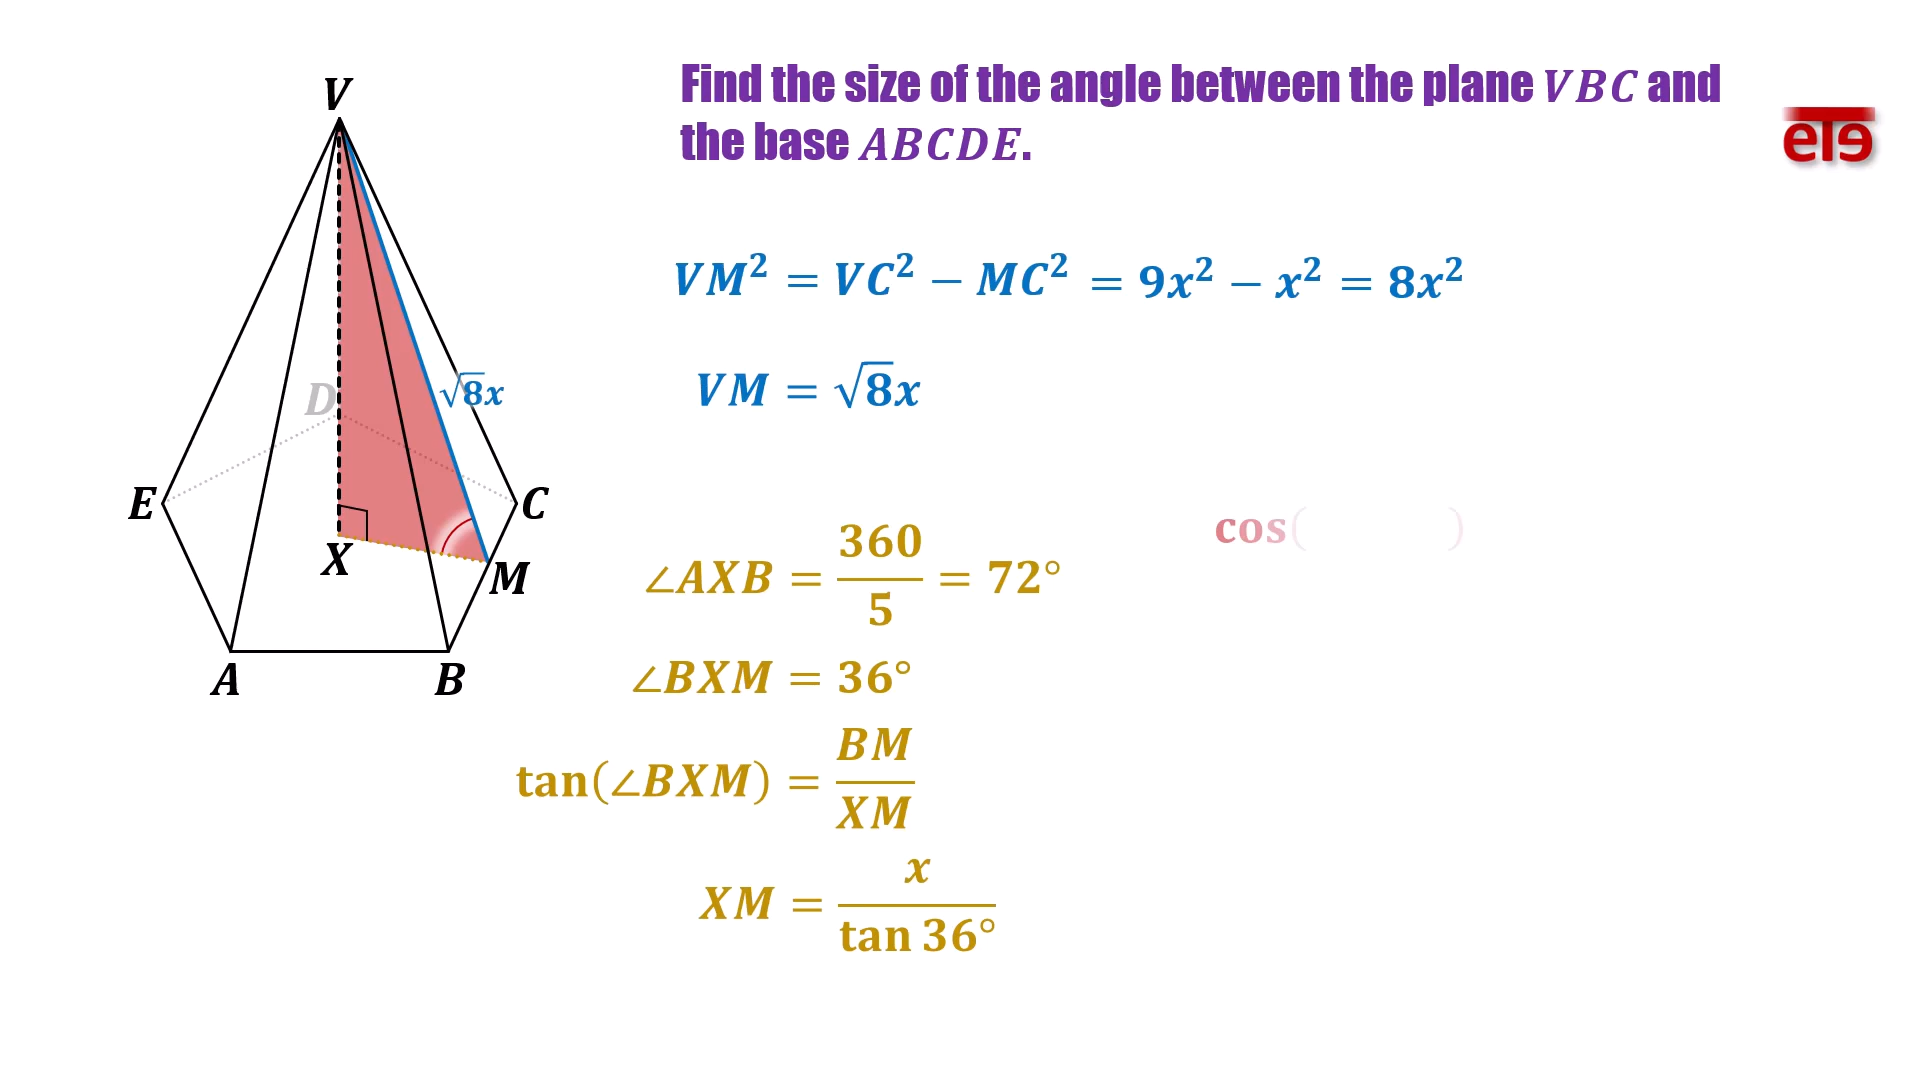 Find the size of the angle between the plane VBC and
the base ABCDE.
ete
V
VM² = VC² − MC² = 9x² − x² = 8x²
VM = √8x
D
√8x
E
C
X
M
A
B
∠AXB = 360/5 = 72°
cos( )
∠BXM = 36°
tan(∠BXM) = BM/XM
XM = x/tan 36°